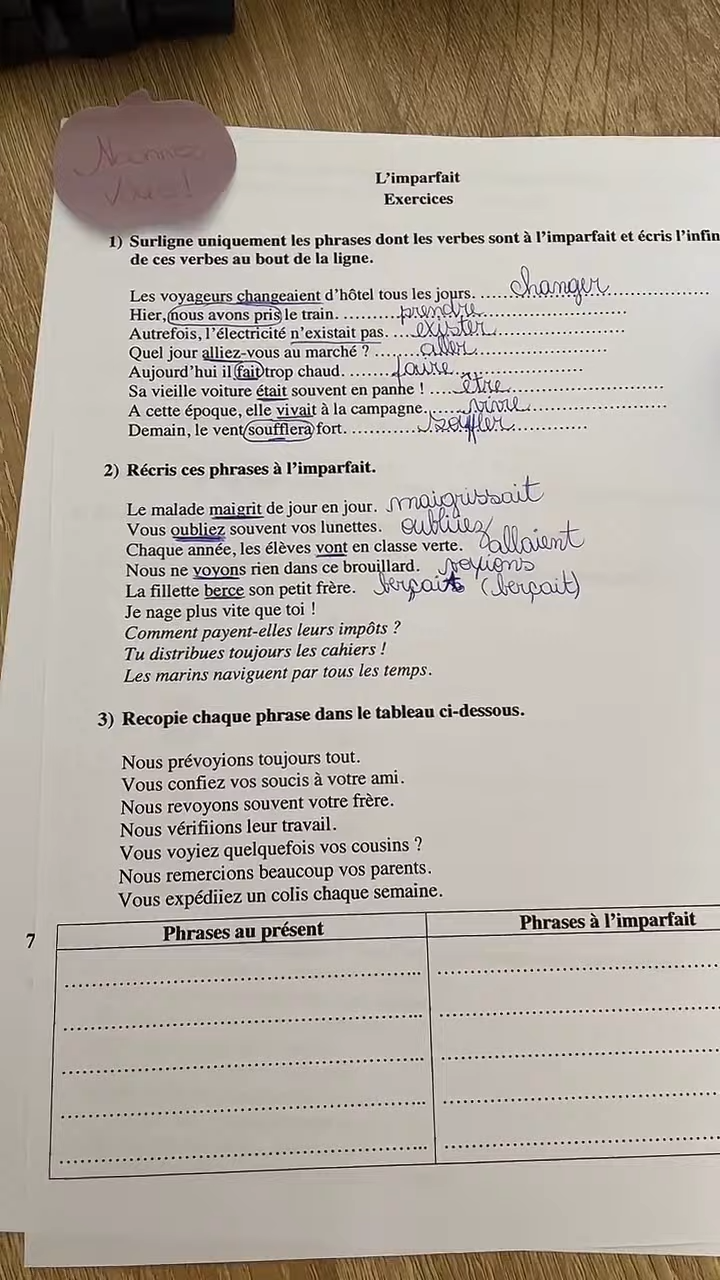 Abonnez
Vous!
L'imparfait
Exercices
1) Surligne uniquement les phrases dont les verbes sont à l'imparfait et écris l'infin
de ces verbes au bout de la ligne.
Les voyageurs changeaient d'hôtel tous les jours. changer
Hier, nous avons pris le train. prendre
Autrefois, l'électricité n'existait pas. exister
Quel jour alliez-vous au marché ? aller
Aujourd'hui il fait trop chaud. faire
Sa vieille voiture était souvent en panne ! être
A cette époque, elle vivait à la campagne. vivre
Demain, le vent soufflera fort. souffler
2) Récris ces phrases à l'imparfait.
Le malade maigrit de jour en jour. maigrissait
Vous oubliez souvent vos lunettes. oubliiez
Chaque année, les élèves vont en classe verte. allaient
Nous ne voyons rien dans ce brouillard. voyions
La fillette berce son petit frère. berçait (berçait)
Je nage plus vite que toi !
Comment payent-elles leurs impôts ?
Tu distribues toujours les cahiers !
Les marins naviguent par tous les temps.
3) Recopie chaque phrase dans le tableau ci-dessous.
Nous prévoyions toujours tout.
Vous confiez vos soucis à votre ami.
Nous revoyons souvent votre frère.
Nous vérifiions leur travail.
Vous voyiez quelquefois vos cousins ?
Nous remercions beaucoup vos parents.
Vous expédiiez un colis chaque semaine.
7
Phrases au présent
Phrases à l'imparfait